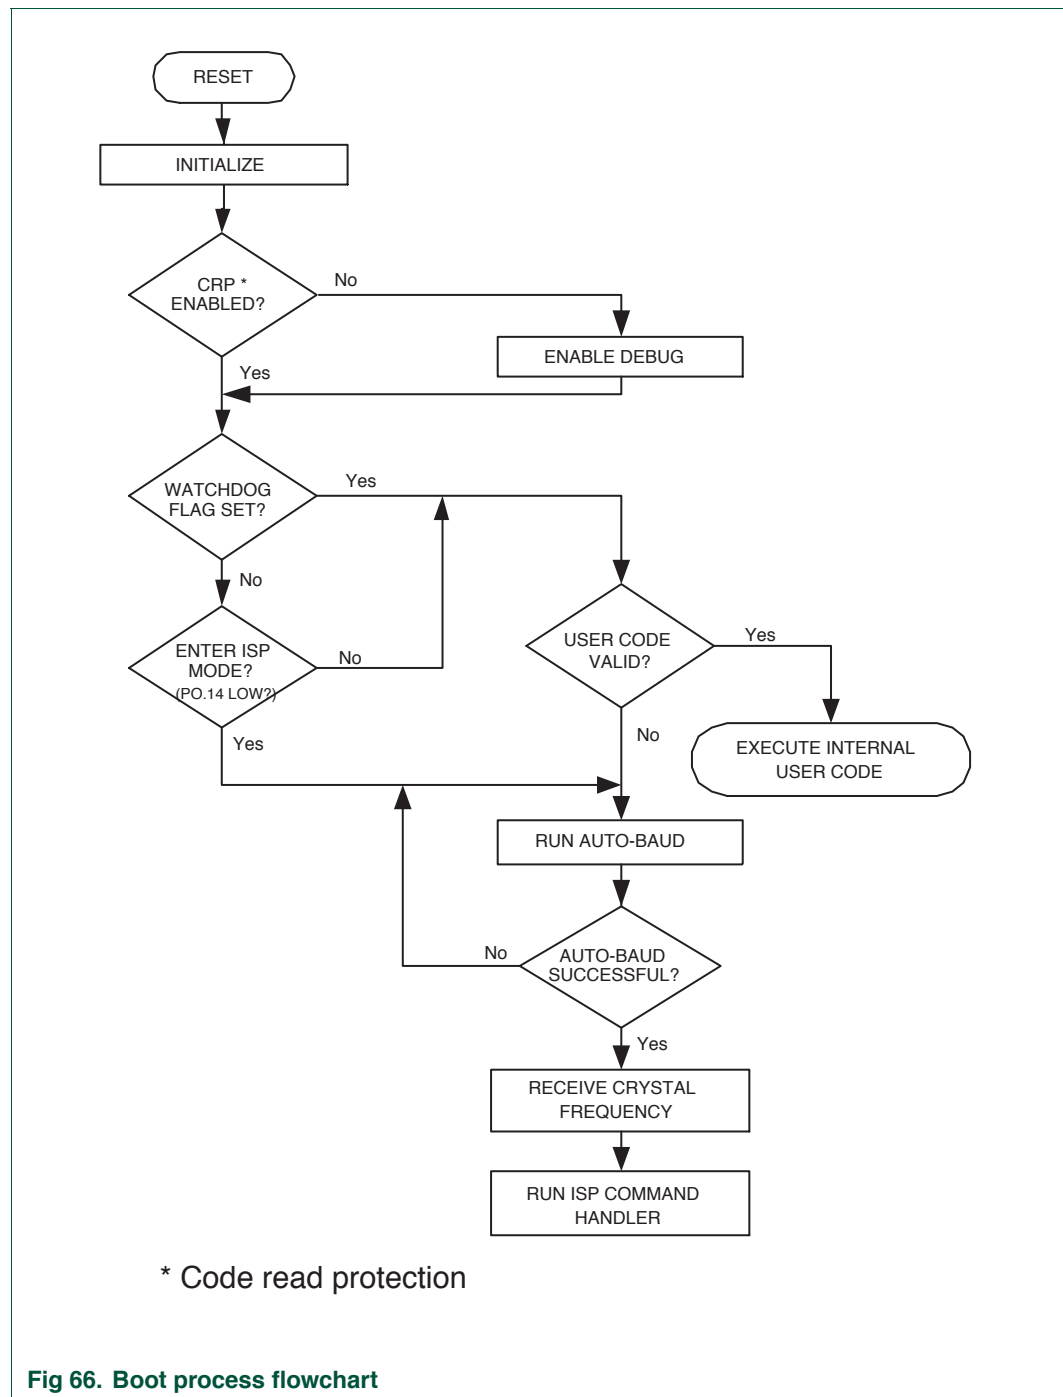 RESET
INITIALIZE
CRP *
ENABLED?
No
ENABLE DEBUG
Yes
WATCHDOG
FLAG SET?
Yes
No
ENTER ISP
MODE?
(PO.14 LOW?)
No
USER CODE
VALID?
Yes
Yes
No
EXECUTE INTERNAL
USER CODE
RUN AUTO-BAUD
No
AUTO-BAUD
SUCCESSFUL?
Yes
RECEIVE CRYSTAL
FREQUENCY
RUN ISP COMMAND
HANDLER
* Code read protection
Fig 66. Boot process flowchart